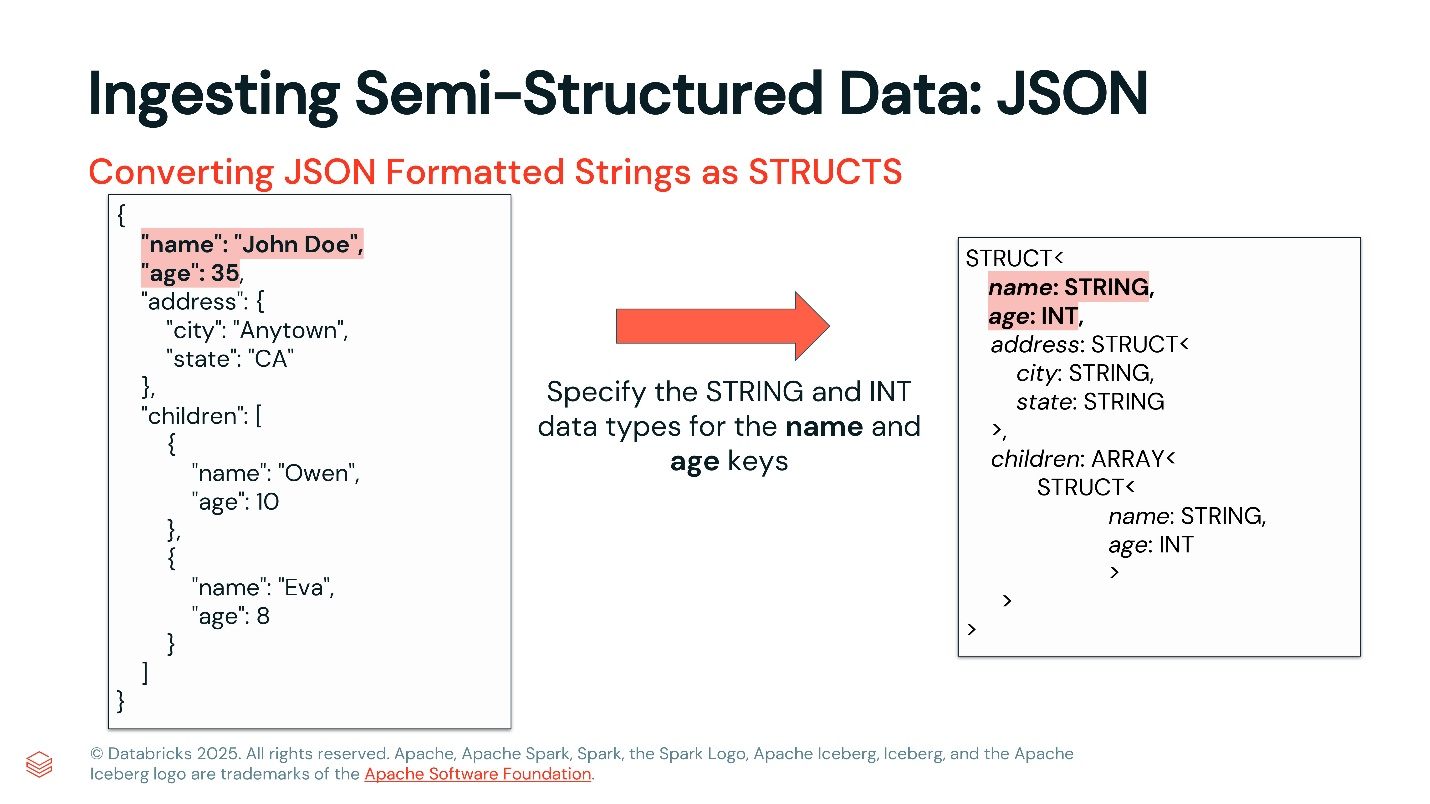 Ingesting Semi-Structured Data: JSON
Converting JSON Formatted Strings as STRUCTS
{
"name": "John Doe",
"age": 35,
"address": {
"city": "Anytown",
"state": "CA"
},
"children": [
{
"name": "Owen",
"age": 10
},
{
"name": "Eva",
"age": 8
}
]
}
Specify the STRING and INT
data types for the name and
age keys
STRUCT<
name: STRING,
age: INT,
address: STRUCT<
city: STRING,
state: STRING
>,
children: ARRAY<
STRUCT<
name: STRING,
age: INT
>
>
>
© Databricks 2025. All rights reserved. Apache, Apache Spark, Spark, the Spark Logo, Apache Iceberg, Iceberg, and the Apache
Iceberg logo are trademarks of the Apache Software Foundation.